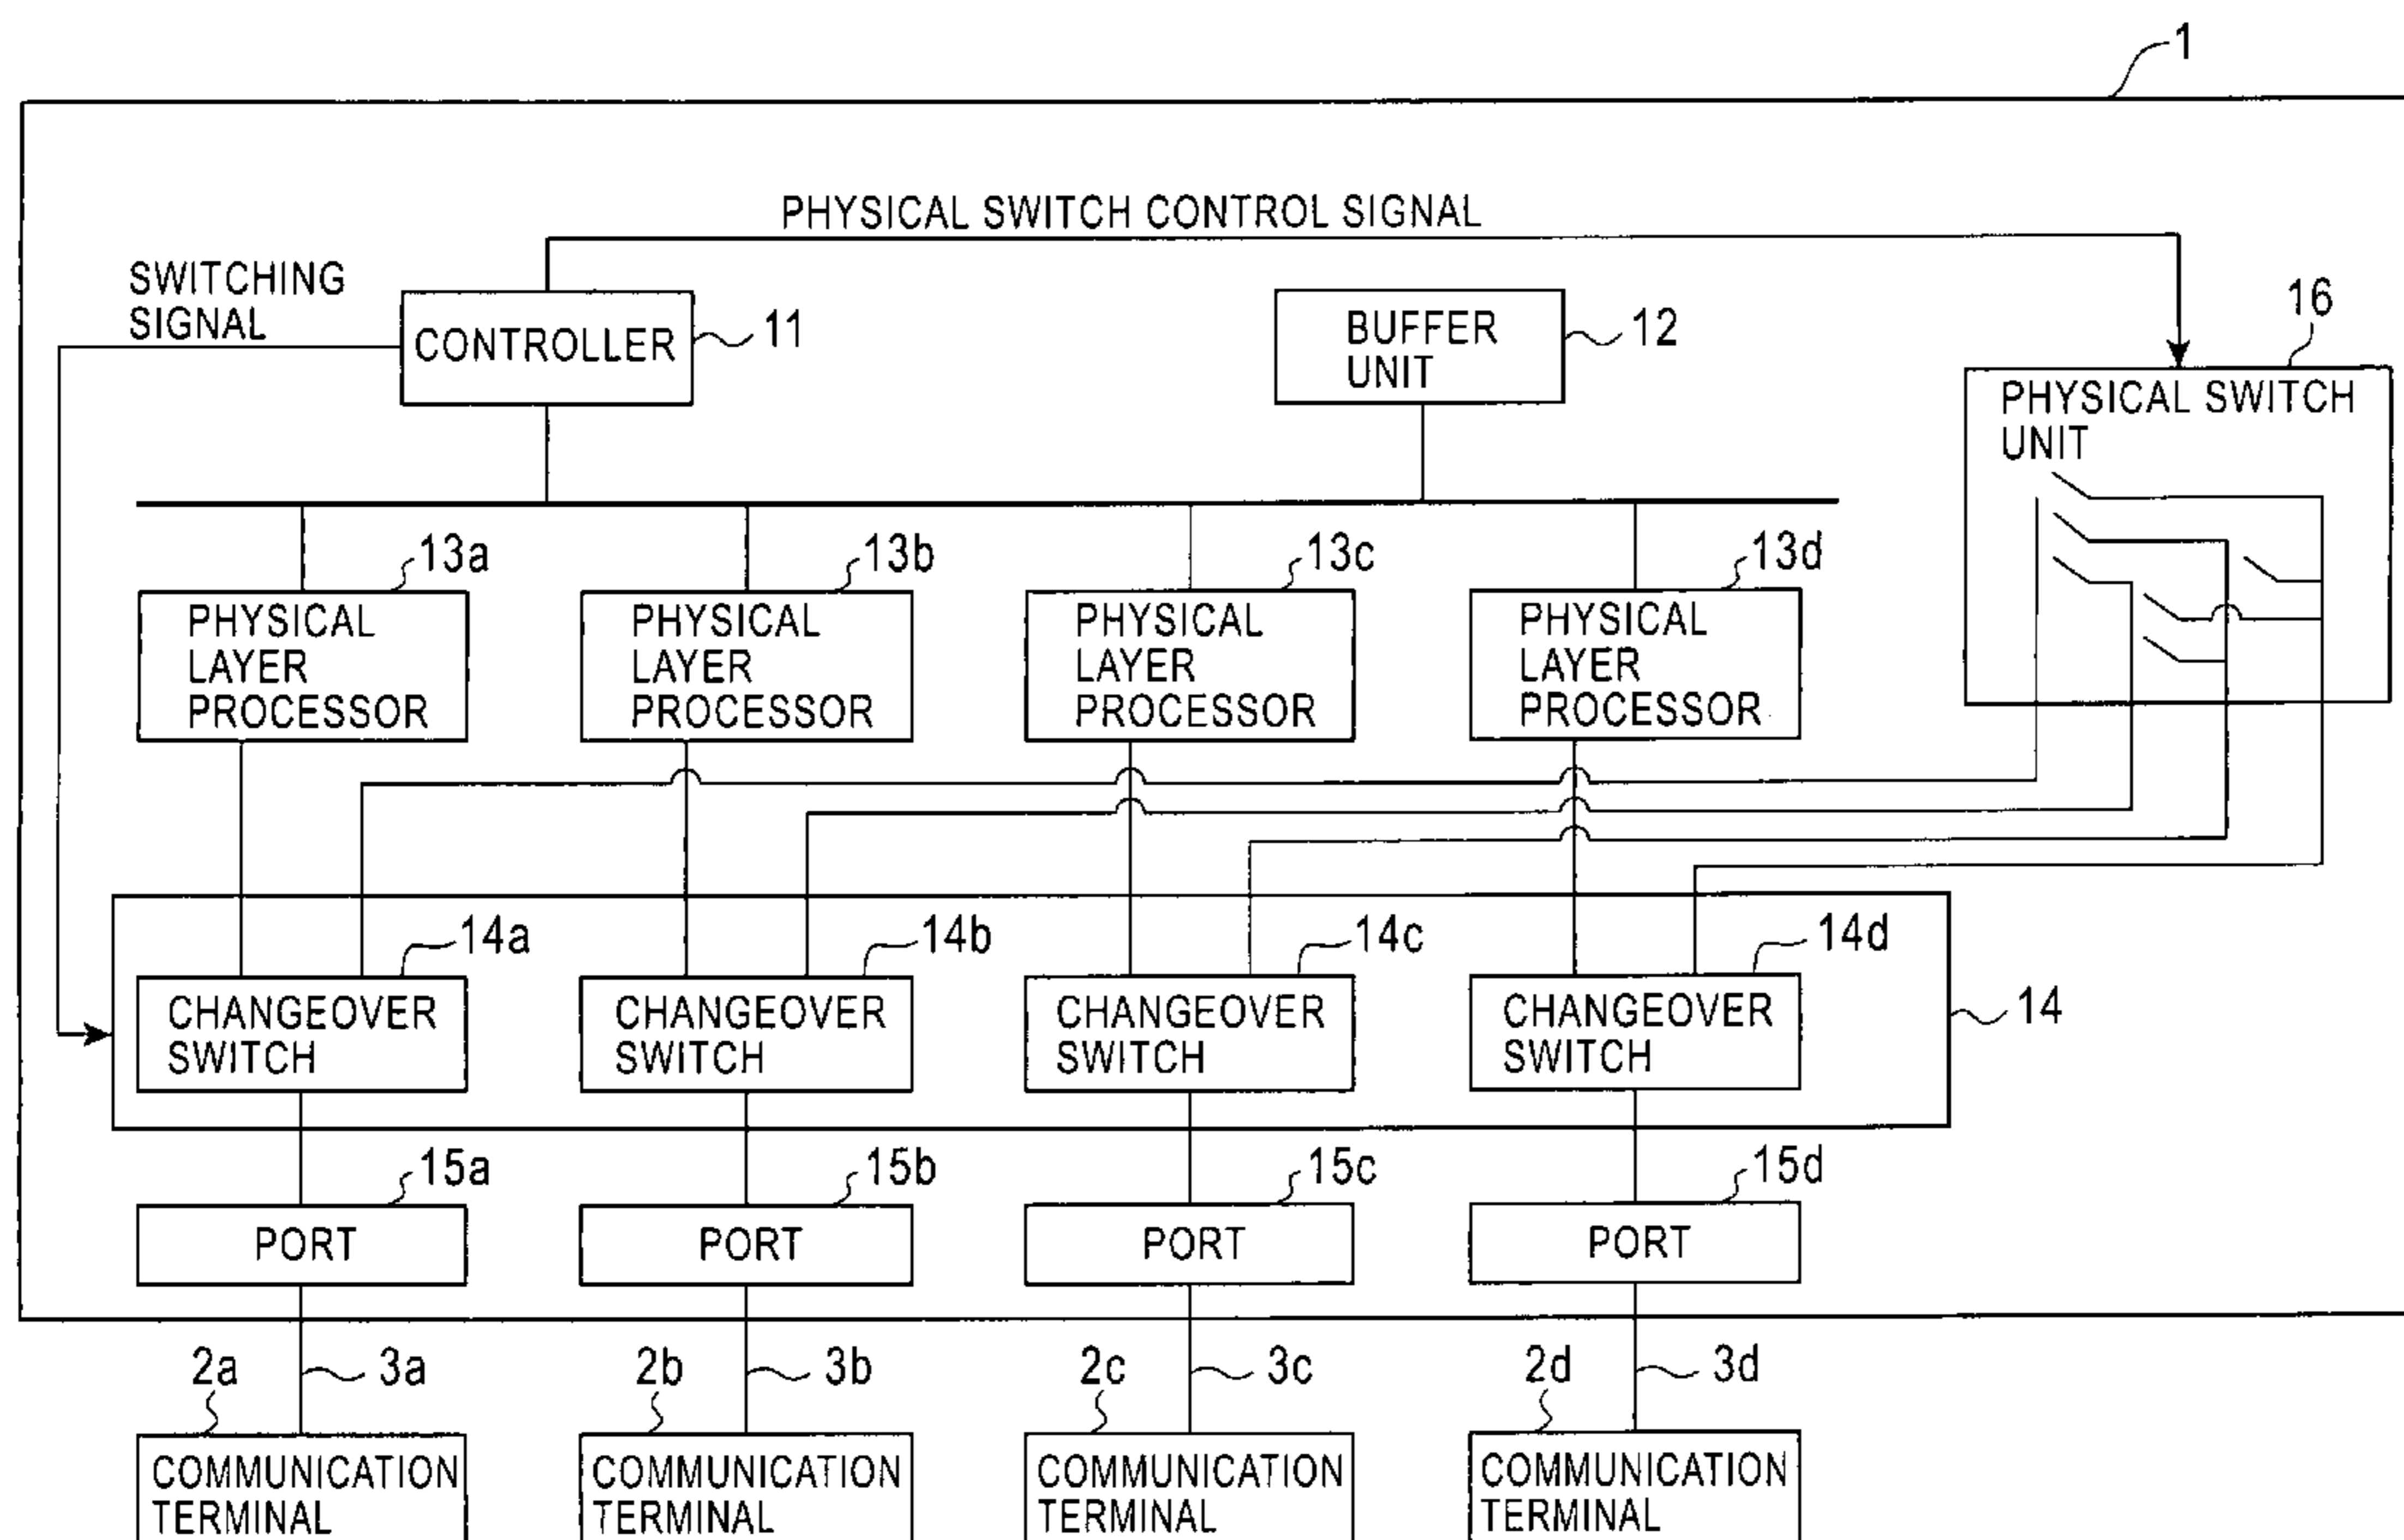 1
PHYSICAL SWITCH CONTROL SIGNAL
SWITCHING
SIGNAL
CONTROLLER
11
BUFFER
UNIT
12
16
PHYSICAL SWITCH
UNIT
13a
13b
13c
13d
PHYSICAL
LAYER
PROCESSOR
PHYSICAL
LAYER
PROCESSOR
PHYSICAL
LAYER
PROCESSOR
PHYSICAL
LAYER
PROCESSOR
14a
14b
14c
14d
CHANGEOVER
SWITCH
CHANGEOVER
SWITCH
CHANGEOVER
SWITCH
CHANGEOVER
SWITCH
14
15a
15b
15c
15d
PORT
PORT
PORT
PORT
2a
3a
2b
3b
2c
3c
2d
3d
COMMUNICATION
TERMINAL
COMMUNICATION
TERMINAL
COMMUNICATION
TERMINAL
COMMUNICATION
TERMINAL